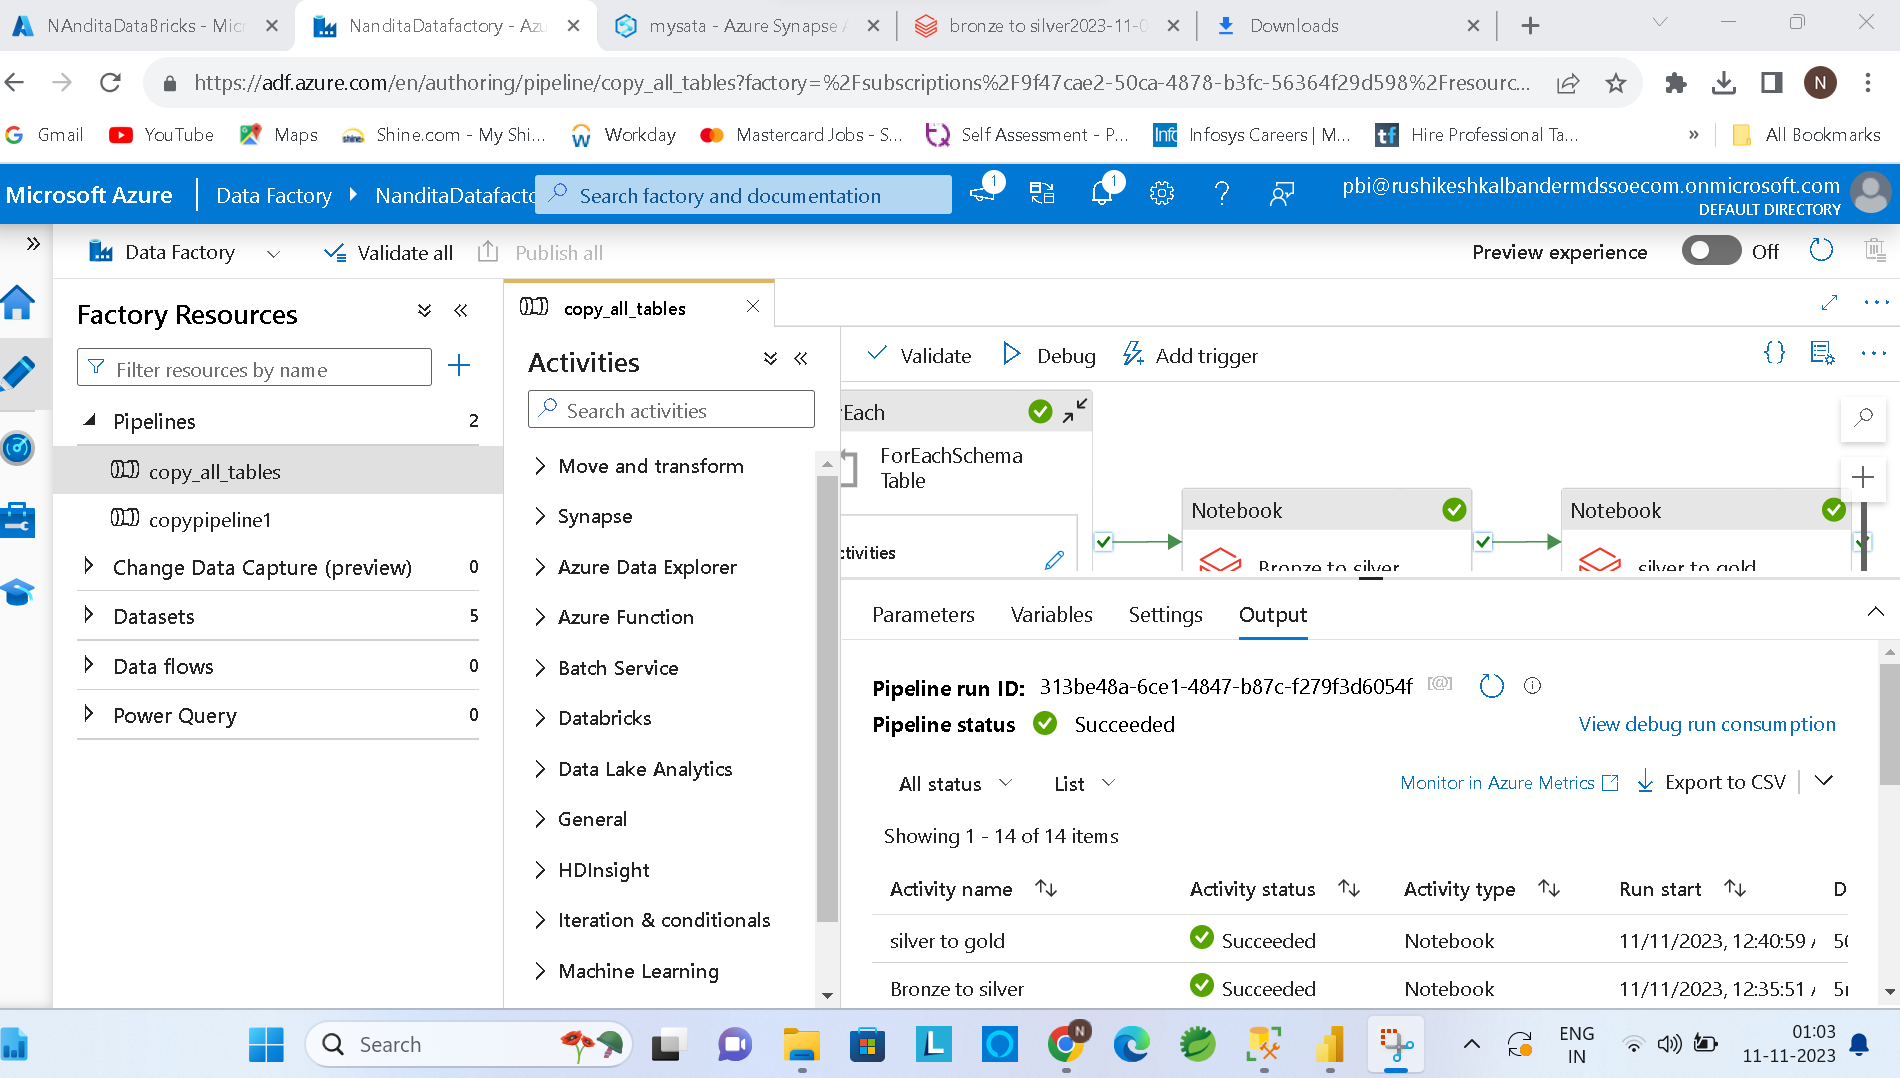 NAnditaDataBricks - Micr
NanditaDatafactory - Azu
mysata - Azure Synapse A
bronze to silver2023-11-0
Downloads
https://adf.azure.com/en/authoring/pipeline/copy_all_tables?factory=%2Fsubscriptions%2F9f47cae2-50ca-4878-b3fc-56364f29d598%2Fresourc...
N
Gmail
YouTube
Maps
Shine.com - My Shi...
Workday
Mastercard Jobs - S...
Self Assessment - P...
Infosys Careers | M...
Hire Professional Ta...
»
All Bookmarks
Microsoft Azure
Data Factory
NanditaDatafacto
Search factory and documentation
1
1
pbi@rushikeshkalbandermdssoecom.onmicrosoft.com
DEFAULT DIRECTORY
Data Factory
Validate all
Publish all
Preview experience
Off
Factory Resources
Filter resources by name
Pipelines
2
copy_all_tables
copypipeline1
Change Data Capture (preview)
0
Datasets
5
Data flows
0
Power Query
0
copy_all_tables
Activities
Search activities
Move and transform
Synapse
Azure Data Explorer
Azure Function
Batch Service
Databricks
Data Lake Analytics
General
HDInsight
Iteration & conditionals
Machine Learning
Validate
Debug
Add trigger
rEach
ForEachSchema
Table
ctivities
Notebook
Bronze to silver
Notebook
silver to gold
Parameters
Variables
Settings
Output
Pipeline run ID: 313be48a-6ce1-4847-b87c-f279f3d6054f
Pipeline status Succeeded
View debug run consumption
All status
List
Monitor in Azure Metrics
Export to CSV
Showing 1 - 14 of 14 items
Activity name
Activity status
Activity type
Run start
D
silver to gold
Succeeded
Notebook
11/11/2023, 12:40:59
Bronze to silver
Succeeded
Notebook
11/11/2023, 12:35:51
Search
N
ENG
IN
01:03
11-11-2023